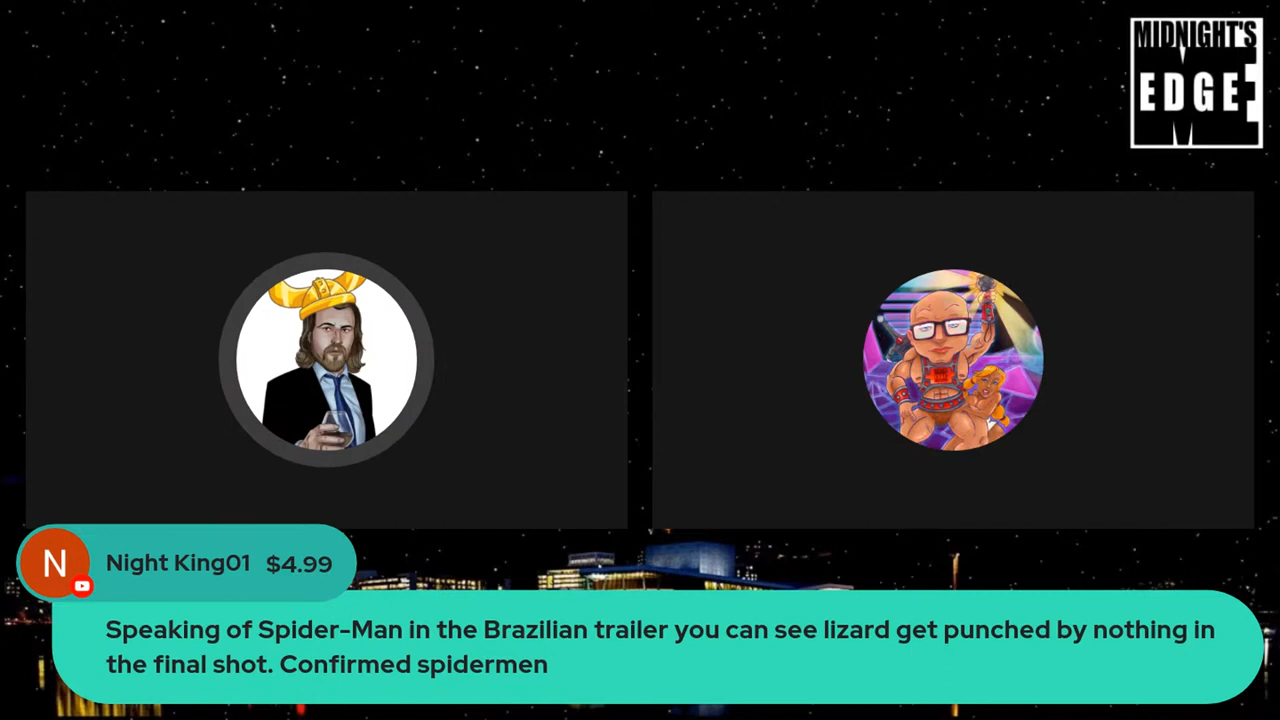 MIDNIGHT'S
EDGE
N
Night King01 $4.99
Speaking of Spider-Man in the Brazilian trailer you can see lizard get punched by nothing in
the final shot. Confirmed spidermen